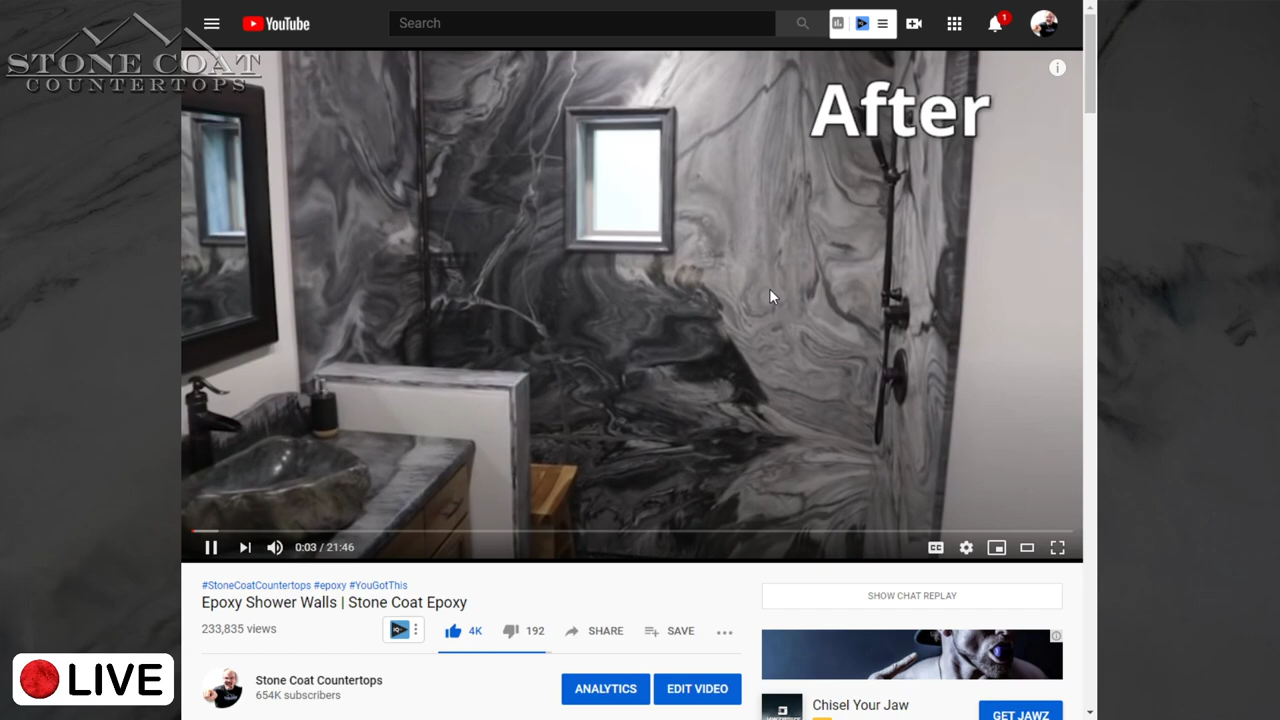 YouTube
Search
1
STONE COAT
COUNTERTOPS
After
0:03 / 21:46
CC
#StoneCoatCountertops #epoxy #YouGotThis
Epoxy Shower Walls | Stone Coat Epoxy
233,835 views
4K
192
SHARE
SAVE
SHOW CHAT REPLAY
Stone Coat Countertops
654K subscribers
ANALYTICS
EDIT VIDEO
Chisel Your Jaw
GET JAWZ
LIVE